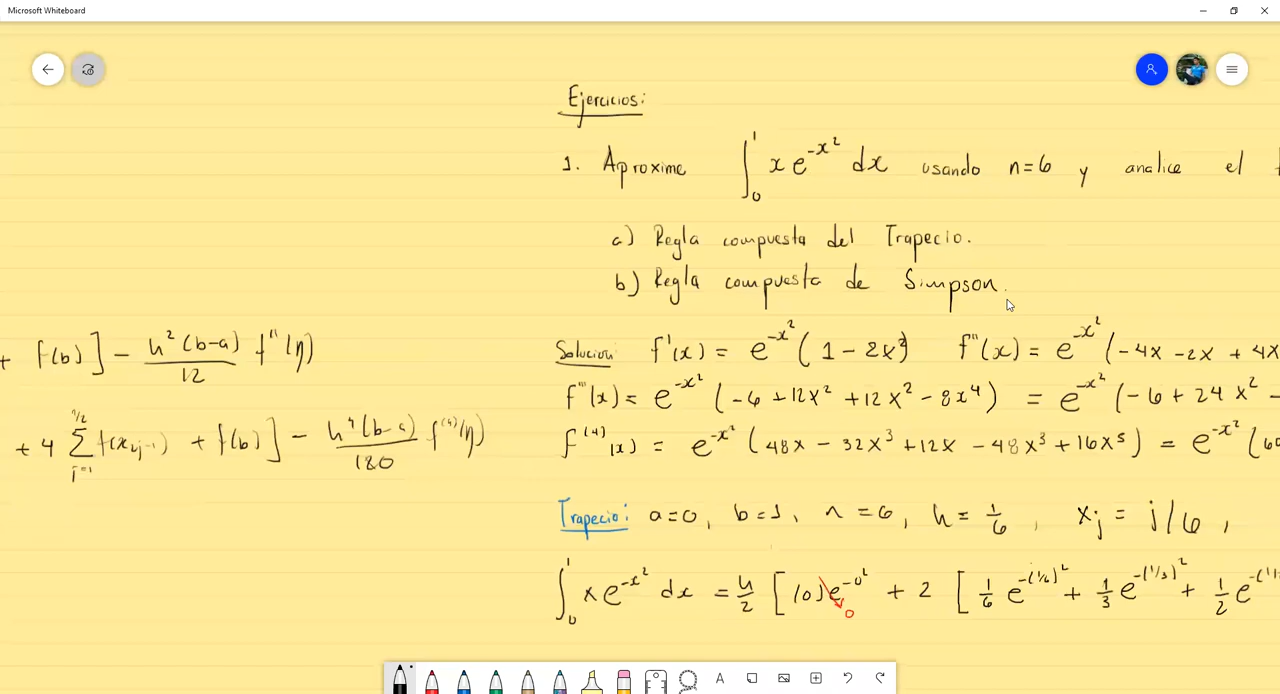 Microsoft Whiteboard
Ejercicios:
1. Aproxime ∫₀¹ x e^{-x²} dx usando n=6 y analice el
a) Regla compuesta del Trapecio.
b) Regla compuesta de Simpson.
+ f(b)] - h²(b-a)/12 f''(η)
Solucion: f'(x) = e^{-x²} (1 - 2x²) f''(x) = e^{-x²} (-4x -2x + 4x
f'''(x) = e^{-x²} (-6 + 12x² + 12x² - 8x⁴) = e^{-x²} (-6 + 24x² -
+ 4 ∑_{j=1}^{n/2} f(x_{2j-1}) + f(b)] - h⁴(b-a)/180 f^{(4)}(η)
f^{(4)}(x) = e^{-x²} (48x - 32x³ + 12x - 48x³ + 16x⁵) = e^{-x²} (60
Trapecio: a=0, b=1, n=6, h=1/6, x_j = j/6,
∫₀¹ x e^{-x²} dx = h/2 [(0)e^{-0²} + 2 [1/6 e^{-(1/6)²} + 1/3 e^{-(1/3)²} + 1/2 e^{-(1/
0
A